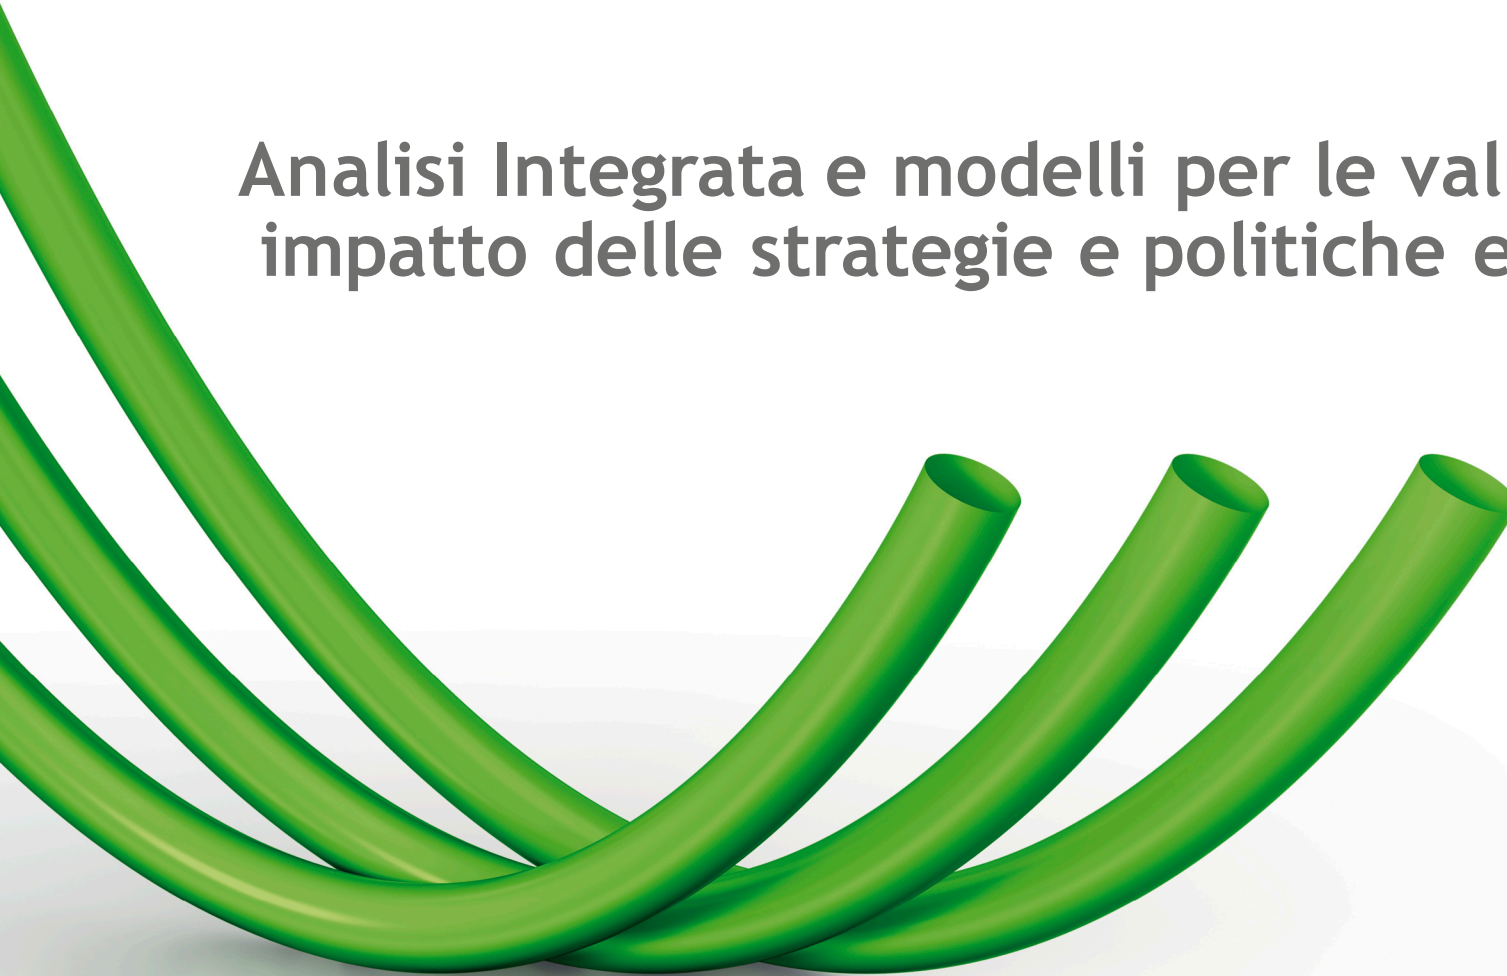 Analisi Integrata e modelli per le val
impatto delle strategie e politiche e